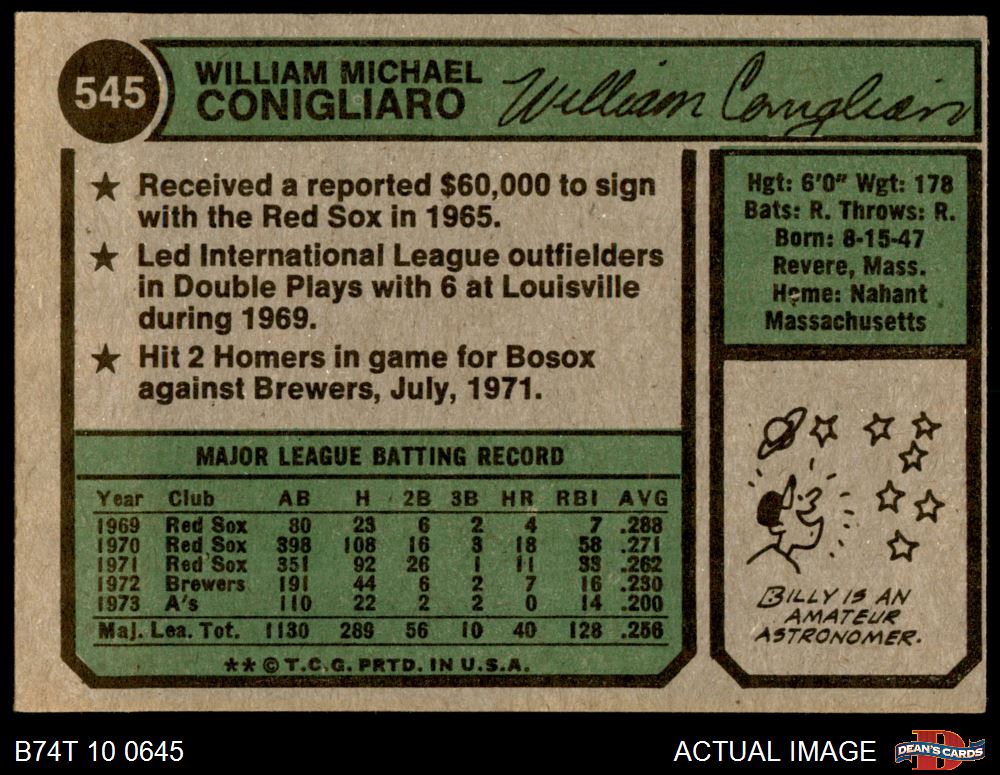 545
WILLIAM MICHAEL
CONIGLIARO
William Conigliaro
★ Received a reported $60,000 to sign
with the Red Sox in 1965.
★ Led International League outfielders
in Double Plays with 6 at Louisville
during 1969.
★ Hit 2 Homers in game for Bosox
against Brewers, July, 1971.
Hgt: 6'0" Wgt: 178
Bats: R. Throws: R.
Born: 8-15-47
Revere, Mass.
Home: Nahant
Massachusetts
MAJOR LEAGUE BATTING RECORD
Year Club AB H 2B 3B HR RBI AVG
1969 Red Sox 80 23 6 2 4 7 .288
1970 Red Sox 398 108 16 3 18 58 .271
1971 Red Sox 351 92 26 1 11 33 .262
1972 Brewers 191 44 6 2 7 16 .230
1973 A's 110 22 2 2 0 14 .200
Maj. Lea. Tot. 1130 289 56 10 40 128 .256
★★ © T.C.G. PRTD. IN U.S.A.
BILLY IS AN
AMATEUR
ASTRONOMER.
B74T 10 0645
ACTUAL IMAGE
DEAN'S CARDS